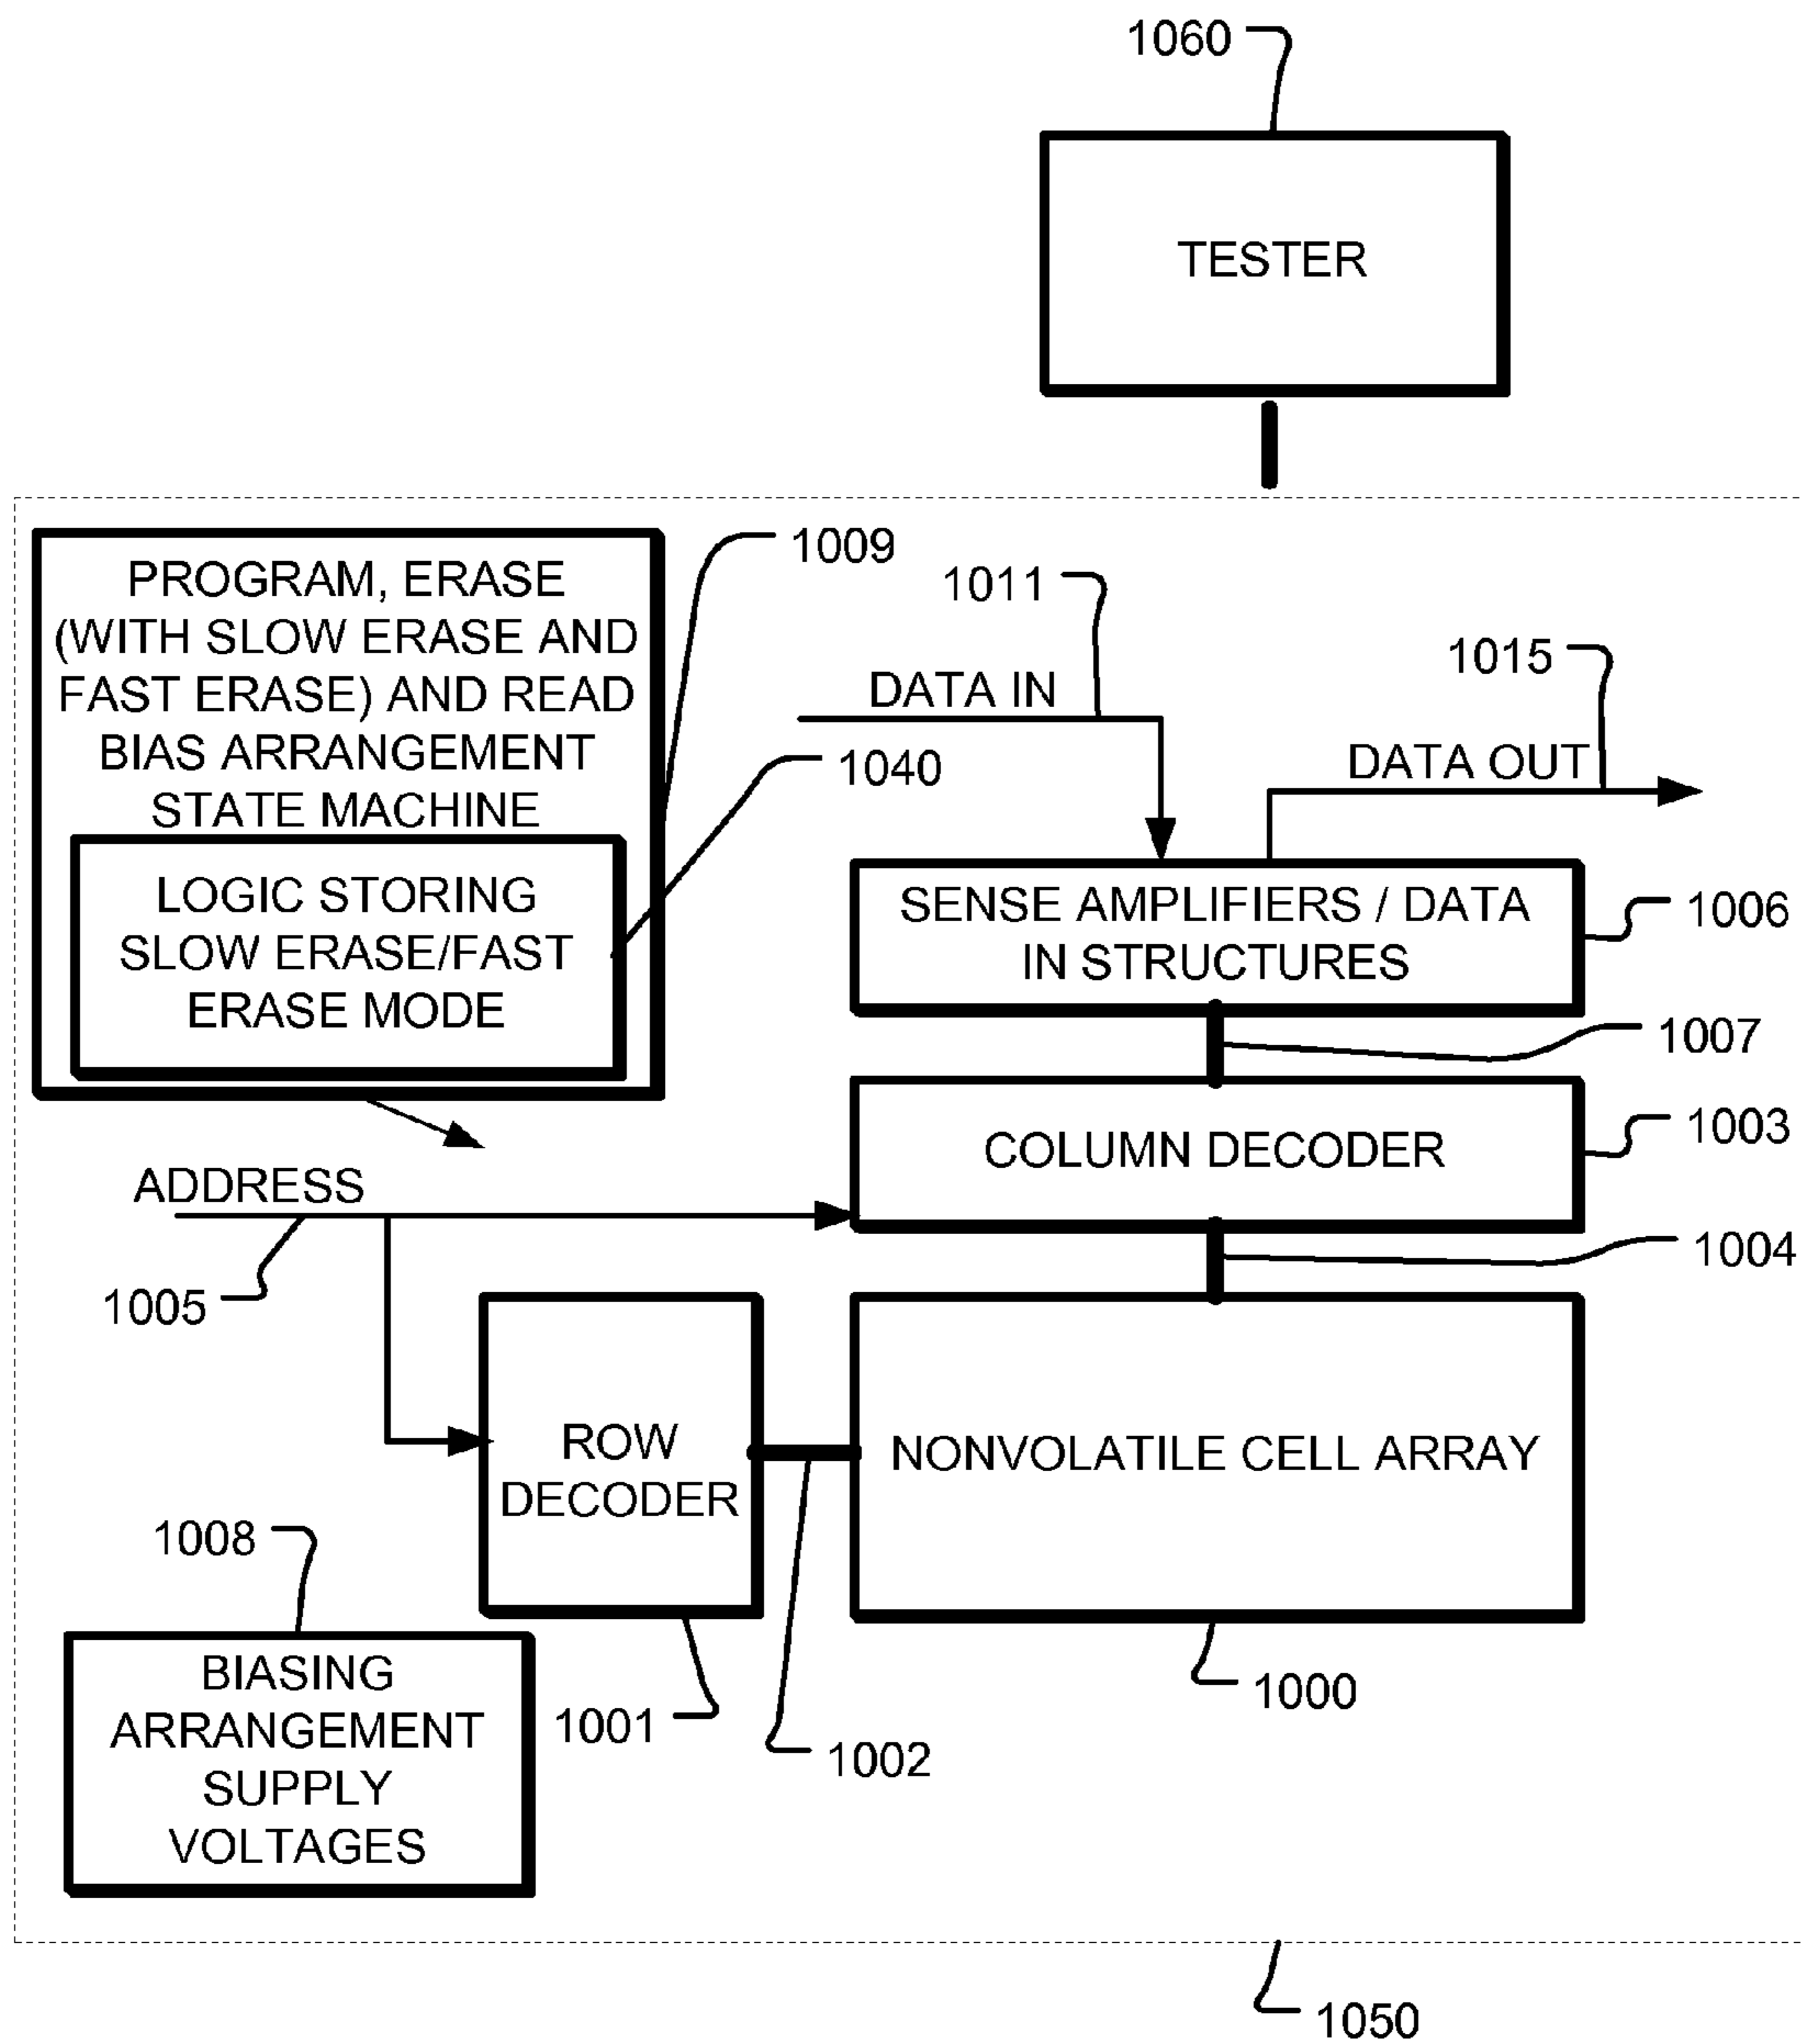 1060
TESTER
PROGRAM, ERASE
(WITH SLOW ERASE AND
FAST ERASE) AND READ
BIAS ARRANGEMENT
STATE MACHINE
1009
LOGIC STORING
SLOW ERASE/FAST
ERASE MODE
1040
1011
DATA IN
1015
DATA OUT
SENSE AMPLIFIERS / DATA
IN STRUCTURES
1006
1007
COLUMN DECODER
1003
ADDRESS
1005
1004
ROW
DECODER
NONVOLATILE CELL ARRAY
1008
BIASING
ARRANGEMENT
SUPPLY
VOLTAGES
1001
1002
1000
1050